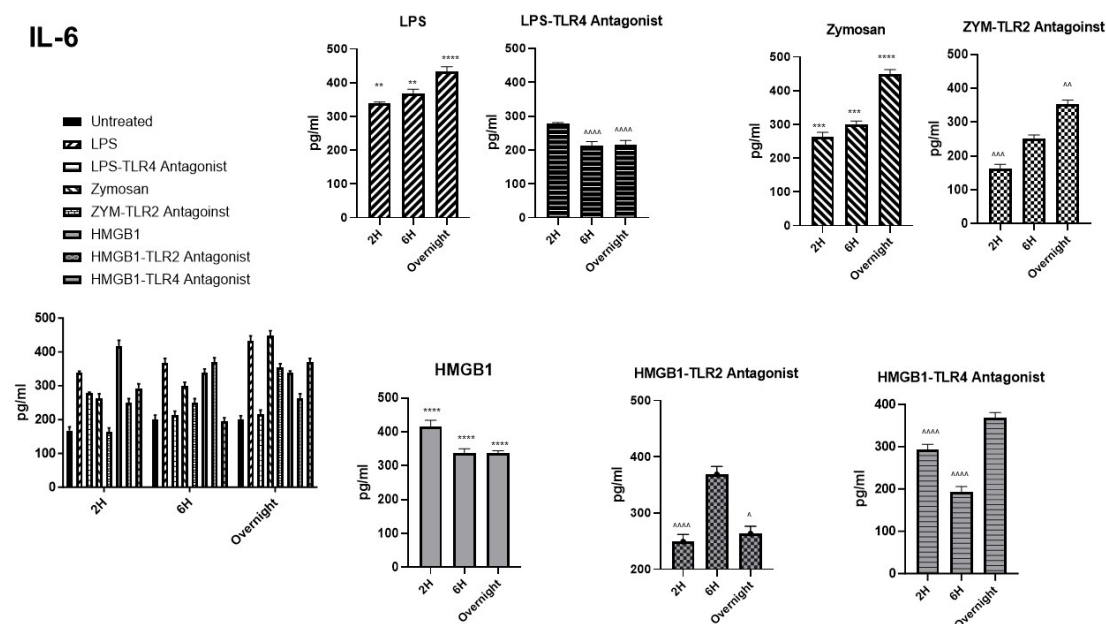 IL-6
Untreated
LPS
LPS-TLR4 Antagonist
Zymosan
ZYM-TLR2 Antagoinst
HMGB1
HMGB1-TLR2 Antagonist
HMGB1-TLR4 Antagonist
LPS
pg/ml
500
400
300
200
100
0
**
**
****
2H
6H
Overnight
LPS-TLR4 Antagonist
pg/ml
500
400
300
200
100
0
^^^^
^^^^
2H
6H
Overnight
Zymosan
pg/ml
500
400
300
200
100
0
***
***
****
2H
6H
Overnight
ZYM-TLR2 Antagoinst
pg/ml
500
400
300
200
100
0
^^^
^^
2H
6H
Overnight
pg/ml
500
400
300
200
100
0
2H
6H
Overnight
HMGB1
pg/ml
500
400
300
200
100
0
****
****
****
2H
6H
Overnight
HMGB1-TLR2 Antagonist
pg/ml
500
400
300
200
^^^^
^
2H
6H
Overnight
HMGB1-TLR4 Antagonist
pg/ml
400
300
200
100
0
^^^^
^^^^
2H
6H
Overnight